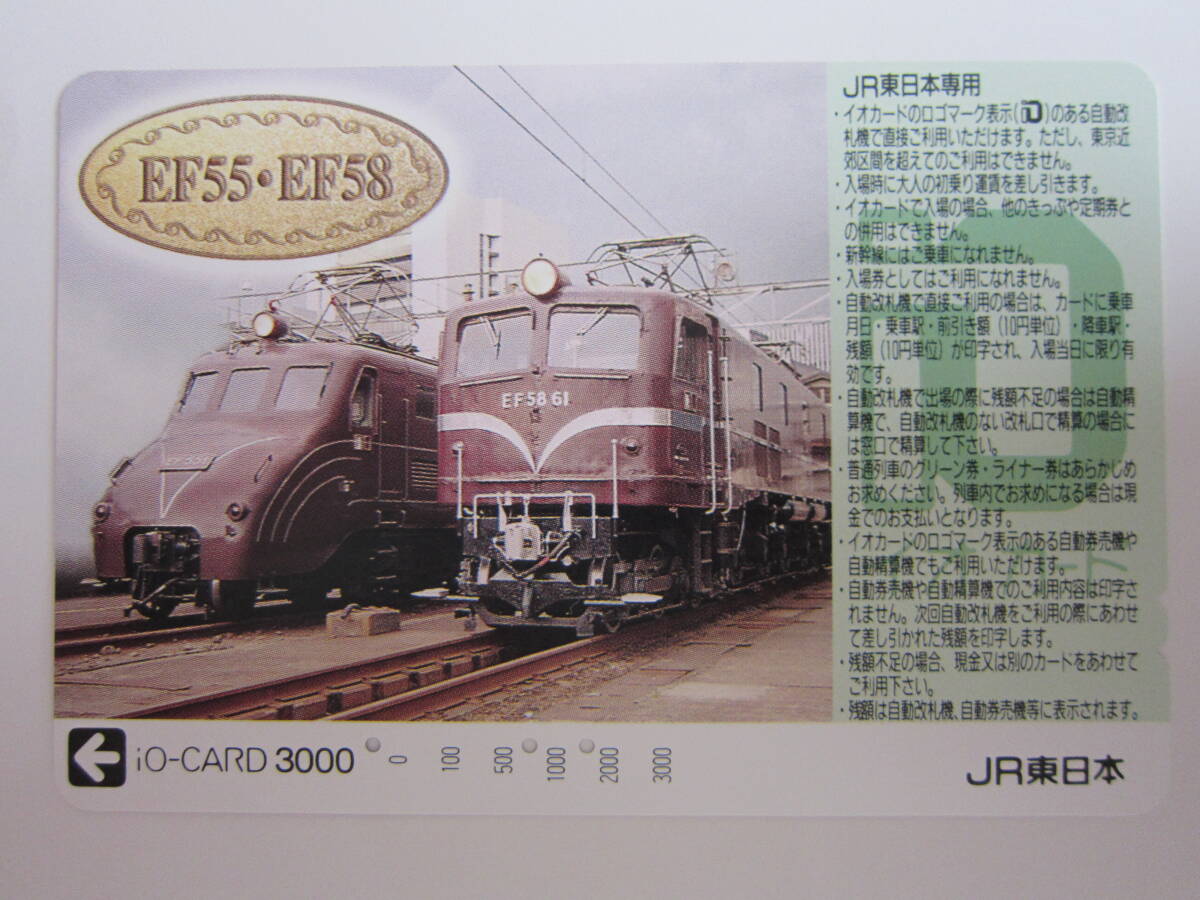 EF55・EF58
EF58 61
JR東日本専用
・イオカードのロゴマーク表示(iO)のある自動改
札機で直接ご利用いただけます。ただし、東京近
郊区間を超えてのご利用はできません。
・入場時に大人の初乗り運賃を差し引きます。
・イオカードで入場の場合、他のきっぷや定期券と
の併用はできません。
・新幹線にはご乗車になれません。
・入場券としてはご利用になれません。
・自動改札機で直接ご利用の場合は、カードに乗車
月日・乗車駅・前引き額(10円単位)・降車駅・
残額(10円単位)が印字され、入場当日に限り有
効です。
・自動改札機で出場の際に残額不足の場合は自動精
算機で、自動改札機のない改札口で精算の場合に
は窓口で精算して下さい。
・普通列車のグリーン券・ライナー券はあらかじめ
お求めください。列車内でお求めになる場合は現
金でのお支払いとなります。
・イオカードのロゴマーク表示のある自動券売機や
自動精算機でもご利用いただけます。
・自動券売機や自動精算機でのご利用内容は印字さ
れません。次回自動改札機をご利用の際にあわせ
て差し引かれた残額を印字します。
・残額不足の場合、現金又は別のカードをあわせて
ご利用下さい。
・残額は自動改札機、自動券売機等に表示されます。
iO-CARD 3000
0 100 500 1000 2000 3000
JR東日本